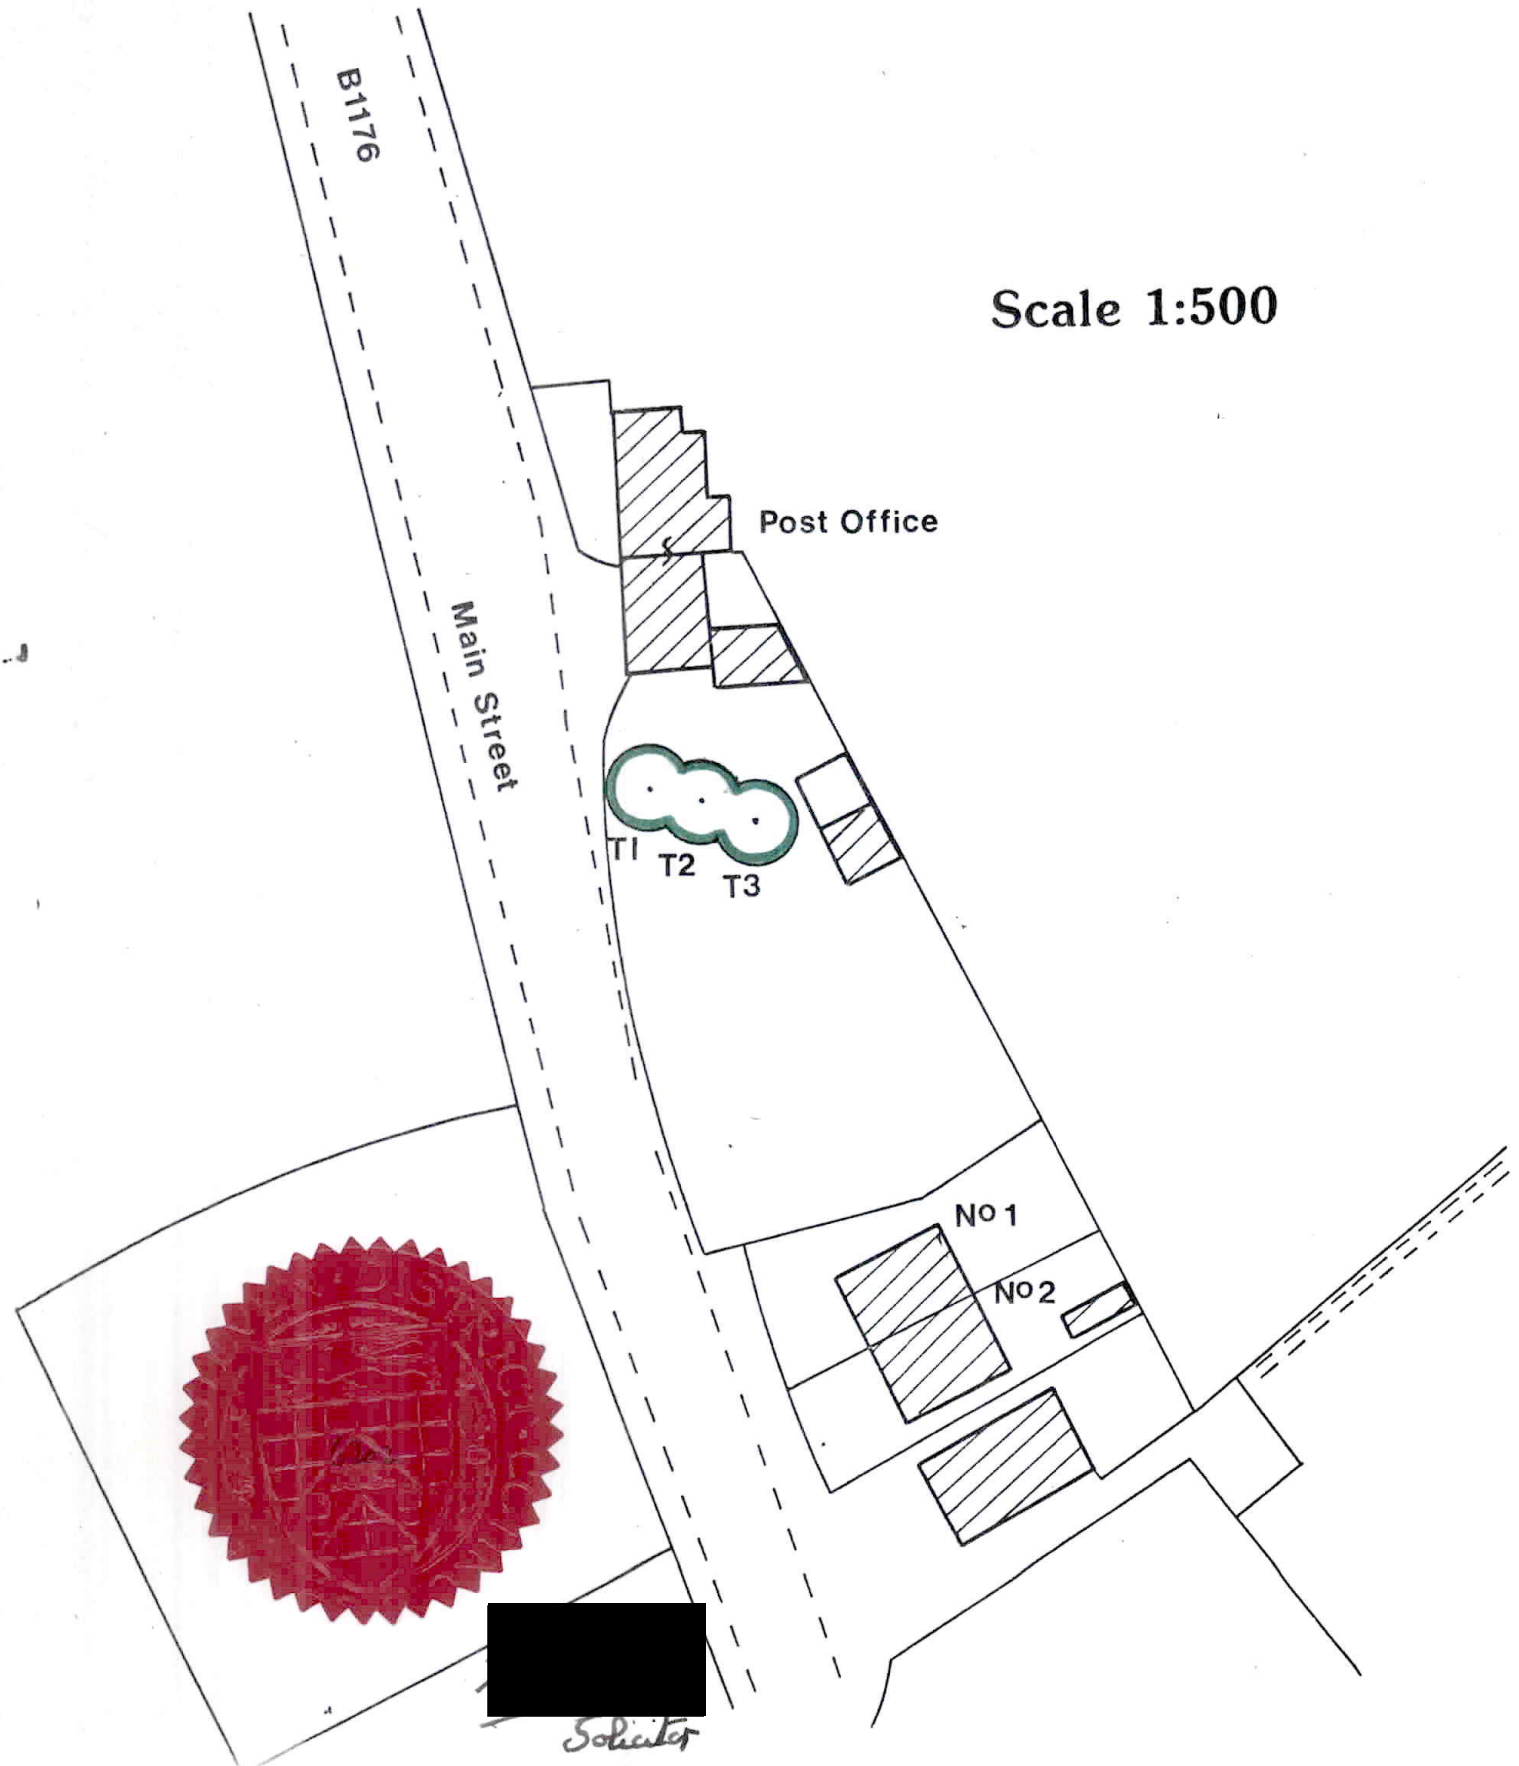 B1176
Scale 1:500
Post Office
Main Street
T1
T2
T3
No 1
No 2
Solicitor